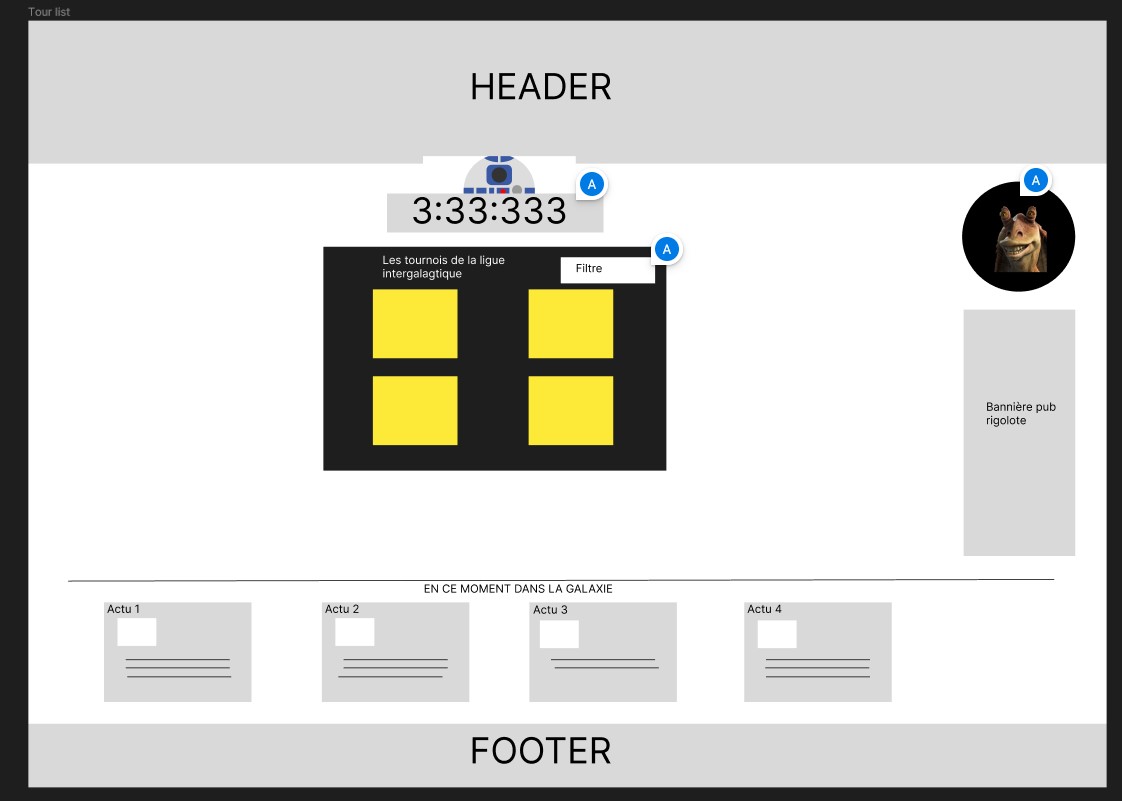 Tour list
HEADER
A
A
3:33:333
A
Les tournois de la ligue
intergalagtique
Filtre
Bannière pub
rigolote
EN CE MOMENT DANS LA GALAXIE
Actu 1
Actu 2
Actu 3
Actu 4
FOOTER